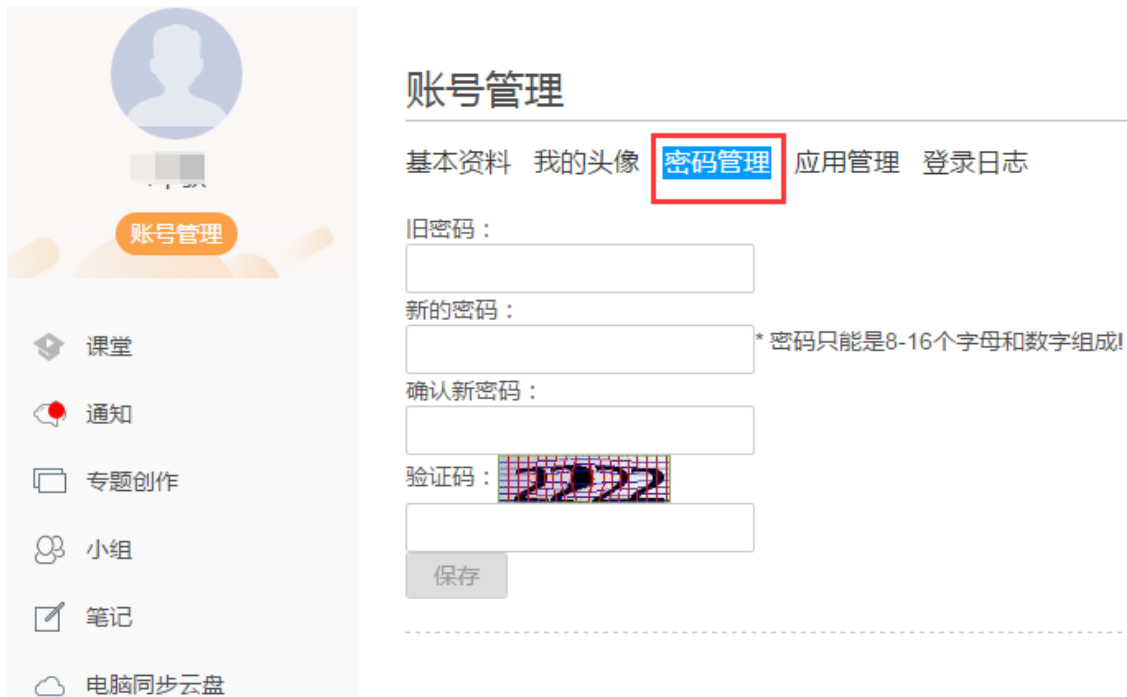 账号管理
课堂
通知
专题创作
小组
笔记
电脑同步云盘
账号管理
基本资料 我的头像 密码管理 应用管理 登录日志
旧密码：
新的密码：
* 密码只能是8-16个字母和数字组成!
确认新密码：
验证码：
保存